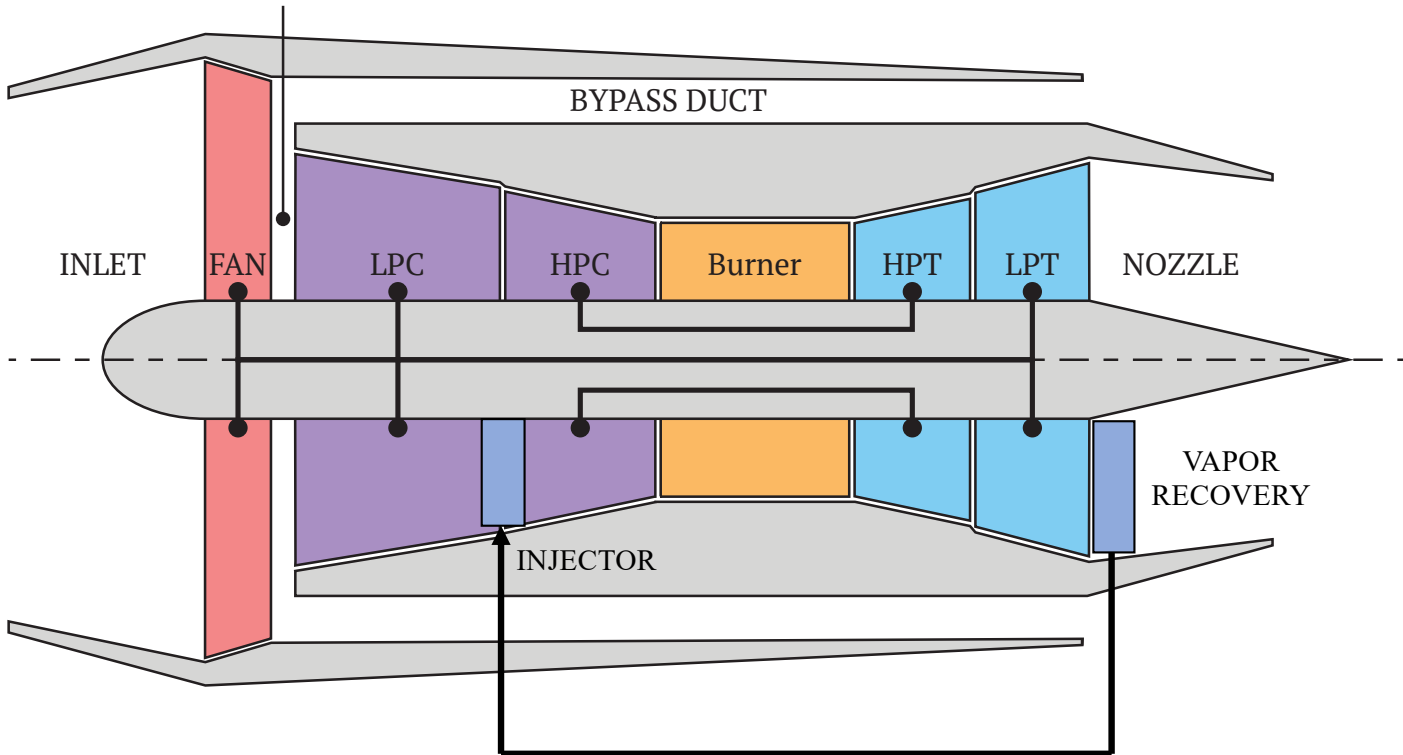 BYPASS DUCT
INLET
FAN
LPC
HPC
Burner
HPT
LPT
NOZZLE
VAPOR
RECOVERY
INJECTOR